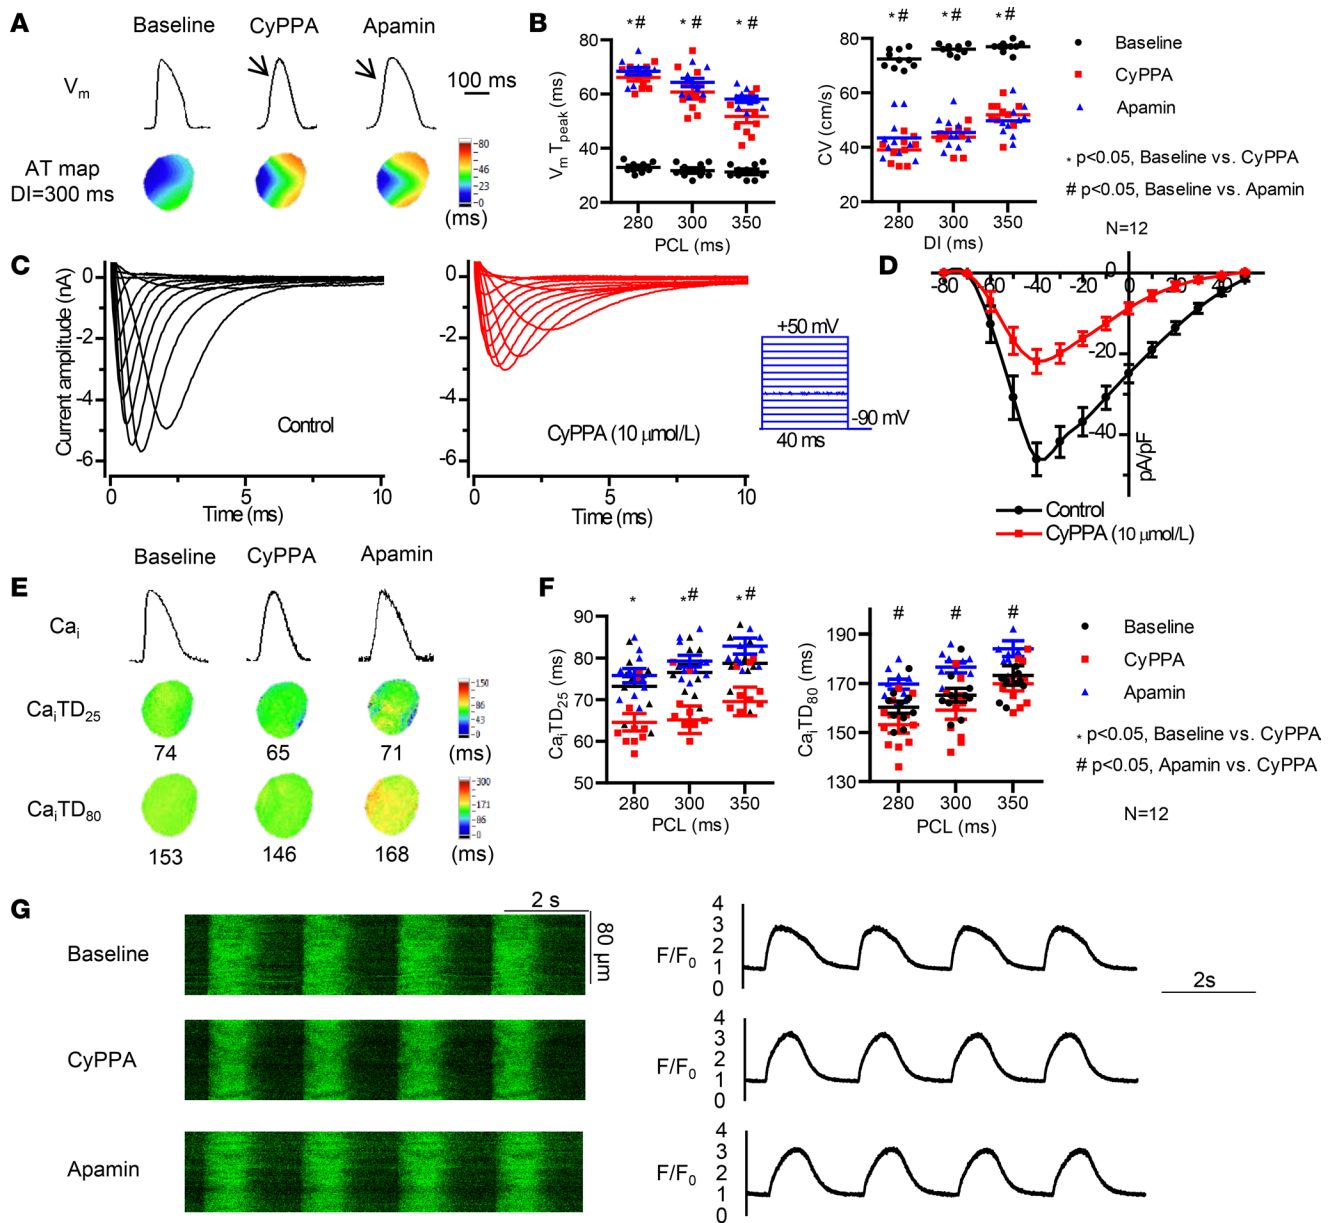 A
Baseline CyPPA Apamin
Vm
100 ms
AT map
DI=300 ms
80
46
23
0
(ms)
B
* # * # * #
80
60
40
20
Vm Tpeak (ms)
280 300 350
PCL (ms)
* # * # * #
80
60
40
20
CV (cm/s)
280 300 350
DI (ms)
Baseline
CyPPA
Apamin
* p<0.05, Baseline vs. CyPPA
# p<0.05, Baseline vs. Apamin
N=12
C
0
-2
-4
-6
Current amplitude (nA)
Control
0 5 10
Time (ms)
0
-2
-4
-6
CyPPA (10 μmol/L)
0 5 10
Time (ms)
+50 mV
-90 mV
40 ms
D
0
-80 -60 -40 -20 0 20 40
-20
-40
pA/pF
Control
CyPPA (10 μmol/L)
E
Baseline CyPPA Apamin
Cai
CaiTD25
74 65 71
150
86
43
0
(ms)
CaiTD80
153 146 168
300
171
86
0
(ms)
F
* *# *#
90
80
70
60
50
CaiTD25 (ms)
280 300 350
PCL (ms)
# # #
190
170
150
130
CaiTD80 (ms)
280 300 350
PCL (ms)
Baseline
CyPPA
Apamin
* p<0.05, Baseline vs. CyPPA
# p<0.05, Apamin vs. CyPPA
N=12
G
2 s
80 μm
Baseline
CyPPA
Apamin
F/F0
4
3
2
1
0
2s
F/F0
4
3
2
1
0
F/F0
4
3
2
1
0